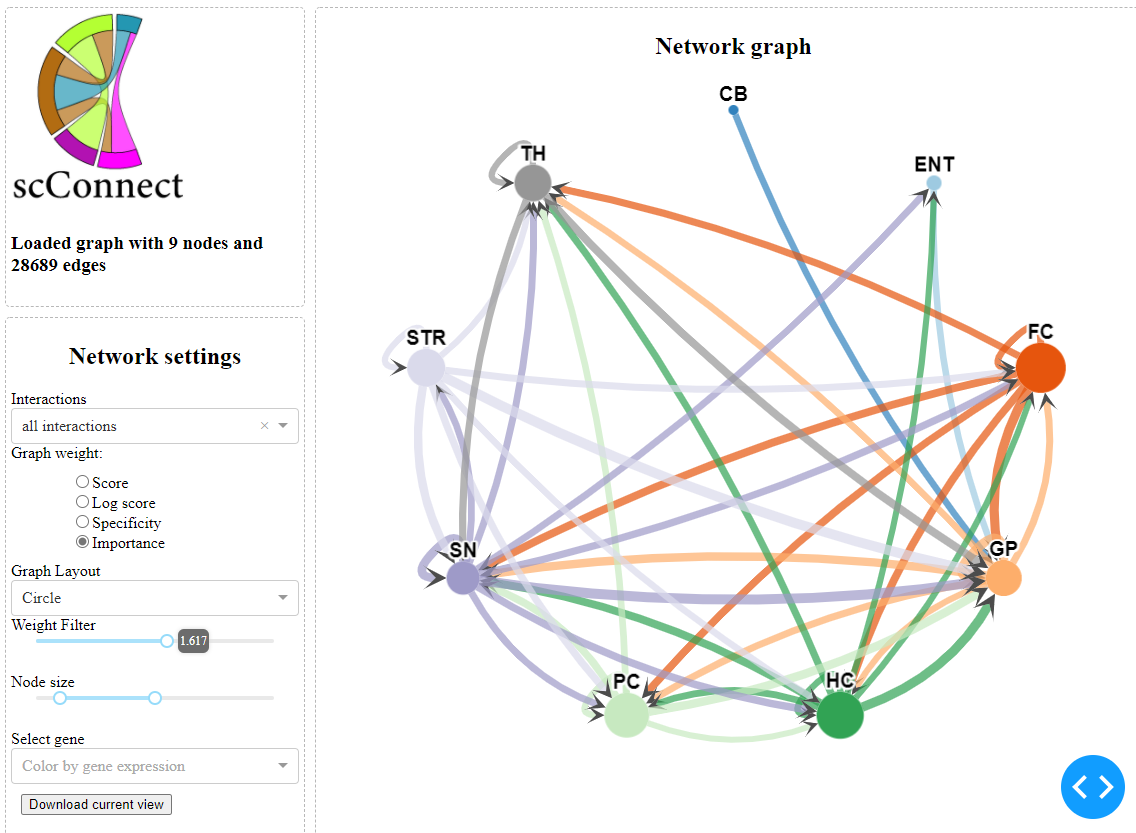 scConnect
Loaded graph with 9 nodes and
28689 edges
Network settings
Interactions
all interactions
Graph weight:
Score
Log score
Specificity
Importance
Graph Layout
Circle
Weight Filter
1.617
Node size
Select gene
Color by gene expression
Download current view
Network graph
CB
TH
ENT
STR
FC
SN
GP
PC
HC